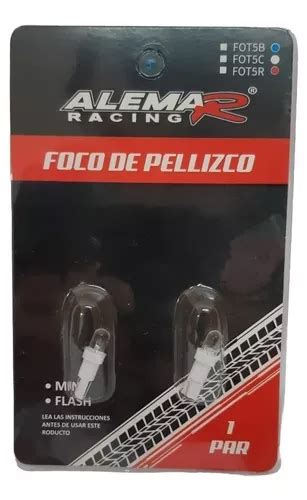 FOT5B
FOT5C
FOT5R
ALEMAR®
RACING
FOCO DE PELLIZCO
• MINI
• FLASH
LEA LAS INSTRUCCIONES
ANTES DE USAR ESTE
RODUCTO
1
PAR